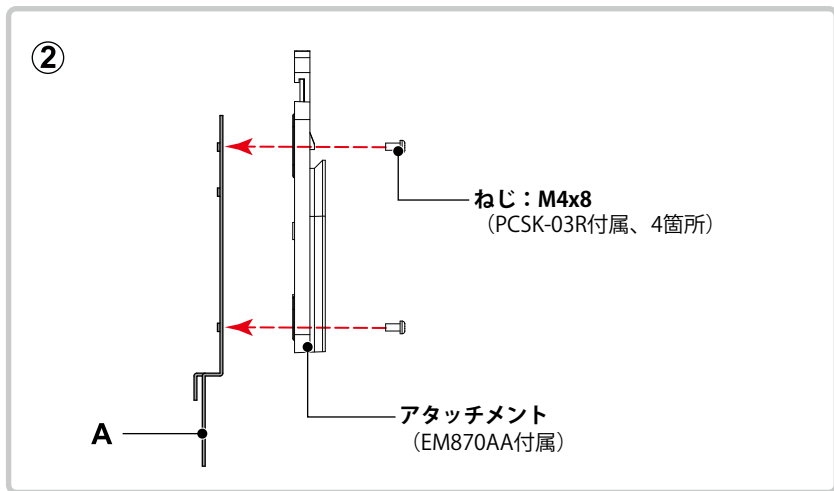 ②
ねじ：M4x8
（PCSK-03R付属、4箇所）
アタッチメント
（EM870AA付属）
A